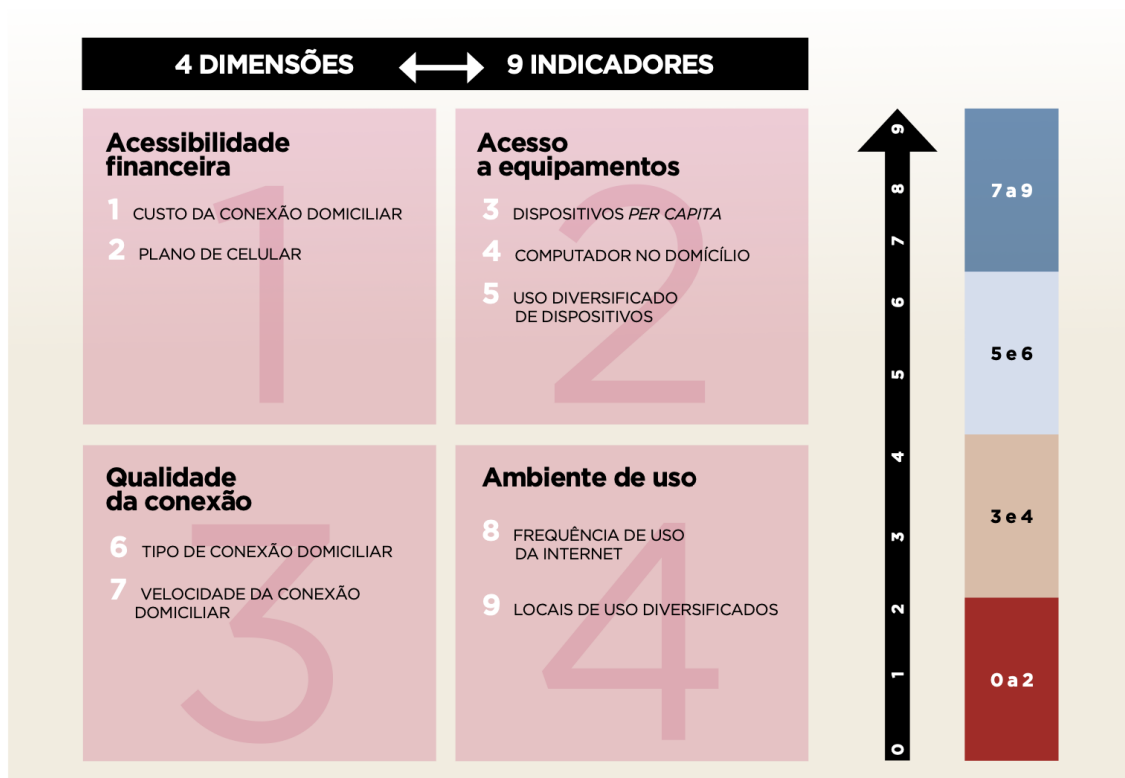 4 DIMENSÕES
9 INDICADORES
1
Acessibilidade
financeira
1 CUSTO DA CONEXÃO DOMICILIAR
2 PLANO DE CELULAR
2
Acesso
a equipamentos
3 DISPOSITIVOS PER CAPITA
4 COMPUTADOR NO DOMÍCÍLIO
5 USO DIVERSIFICADO
DE DISPOSITIVOS
3
Qualidade
da conexão
6 TIPO DE CONEXÃO DOMICILIAR
7 VELOCIDADE DA CONEXÃO
DOMICILIAR
4
Ambiente de uso
8 FREQUÊNCIA DE USO
DA INTERNET
9 LOCAIS DE USO DIVERSIFICADOS
9
8
7
6
5
4
3
2
1
0
7 a 9
5 e 6
3 e 4
0 a 2